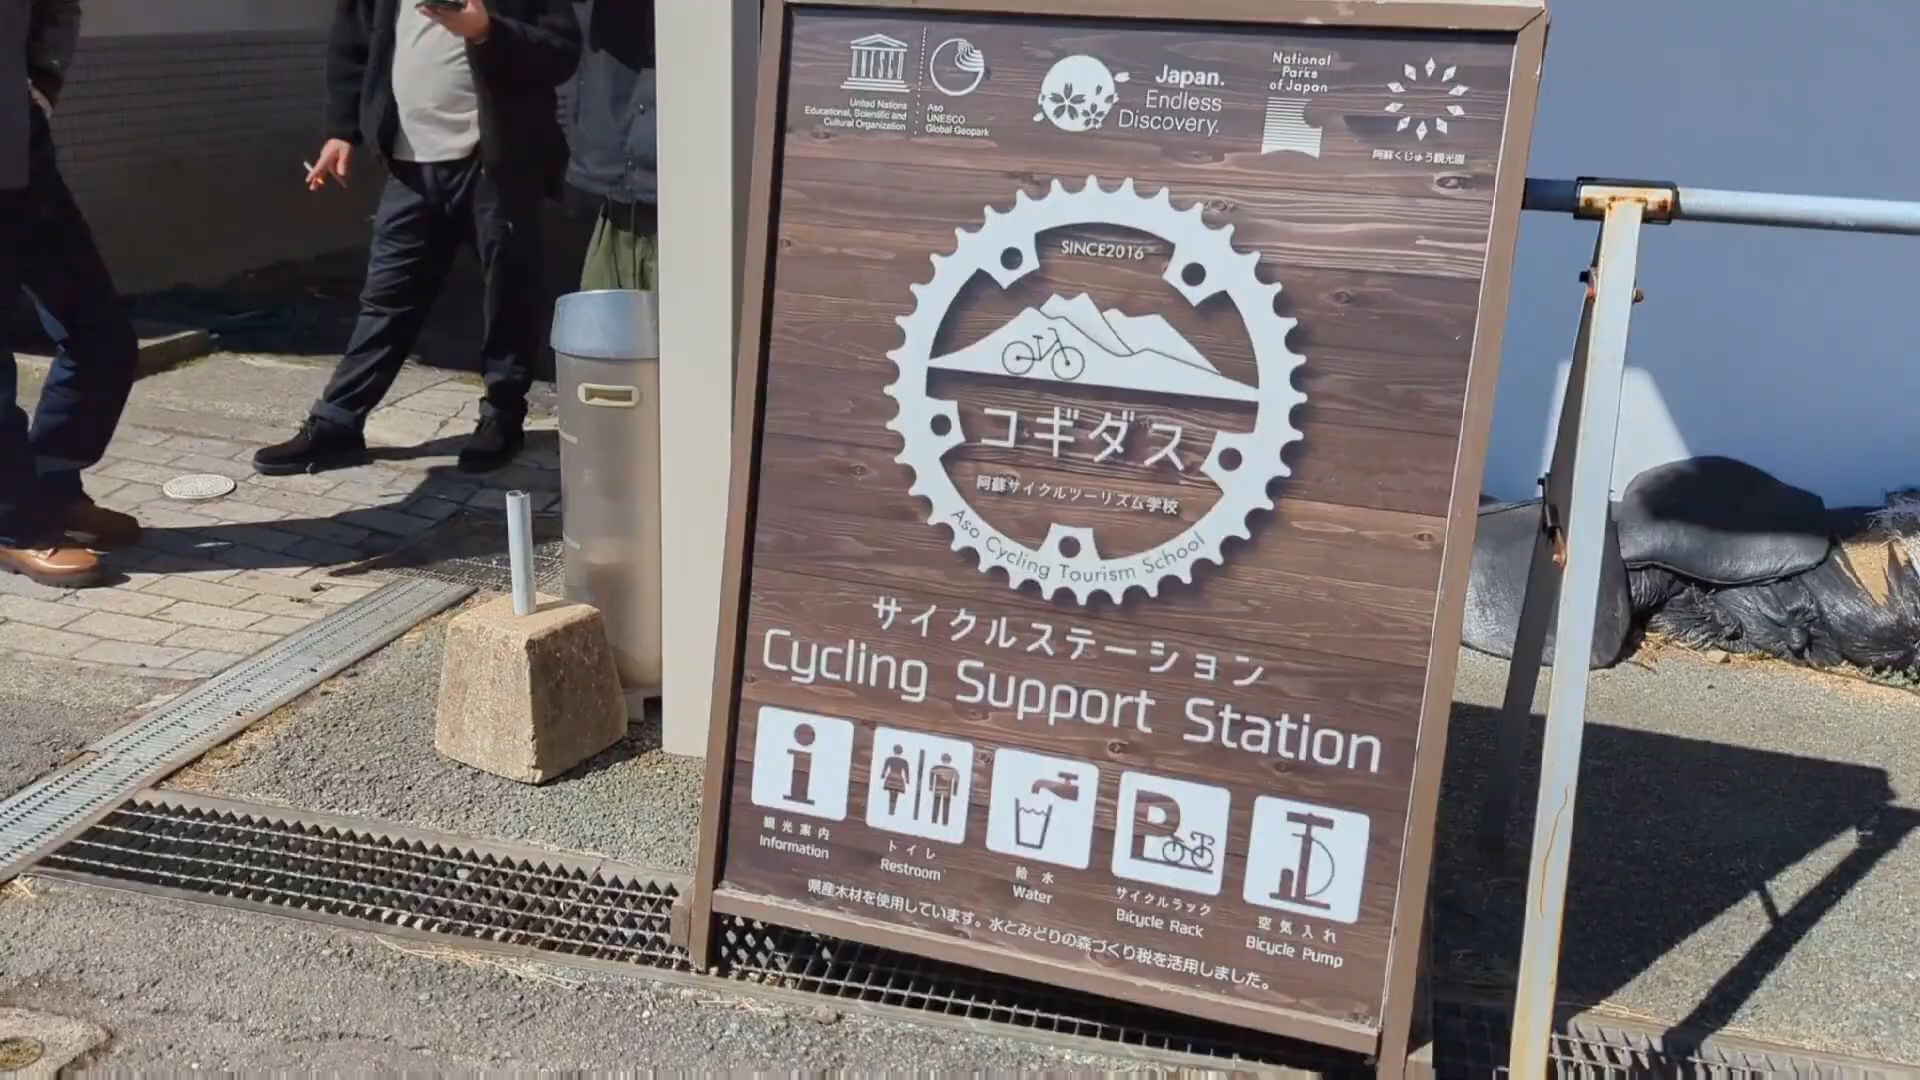 UNESCO
United Nations
Educational, Scientific and
Cultural Organization
Aso
UNESCO
Global Geopark
Japan.
Endless
Discovery.
National
Parks
of Japan
阿蘇くじゅう観光圏
SINCE2016
コギダス
阿蘇サイクルツーリズム学校
Aso Cycling Tourism School
サイクルステーション
Cycling Support Station
観光案内
Information
トイレ
Restroom
給水
Water
P
サイクルラック
Bicycle Rack
空気入れ
Bicycle Pump
県産木材を使用しています。水とみどりの森づくり税を活用しました。